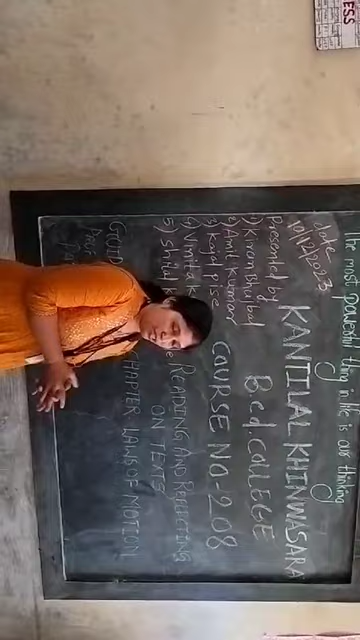 ESS
The most powerful thing in life is our thinking
date
10/12/2023
KANTILAL KHINWASARA
Presented by
B.ed. COLLEGE
1) Kiran Bhaibal
2) Amit Kumar
COURSE NO-208
3) Kajal Pise
4) Vinita K
READING AND REFLECTING
5) Shital K
ON TEXTS
CHAPTER LAWS OF MOTION